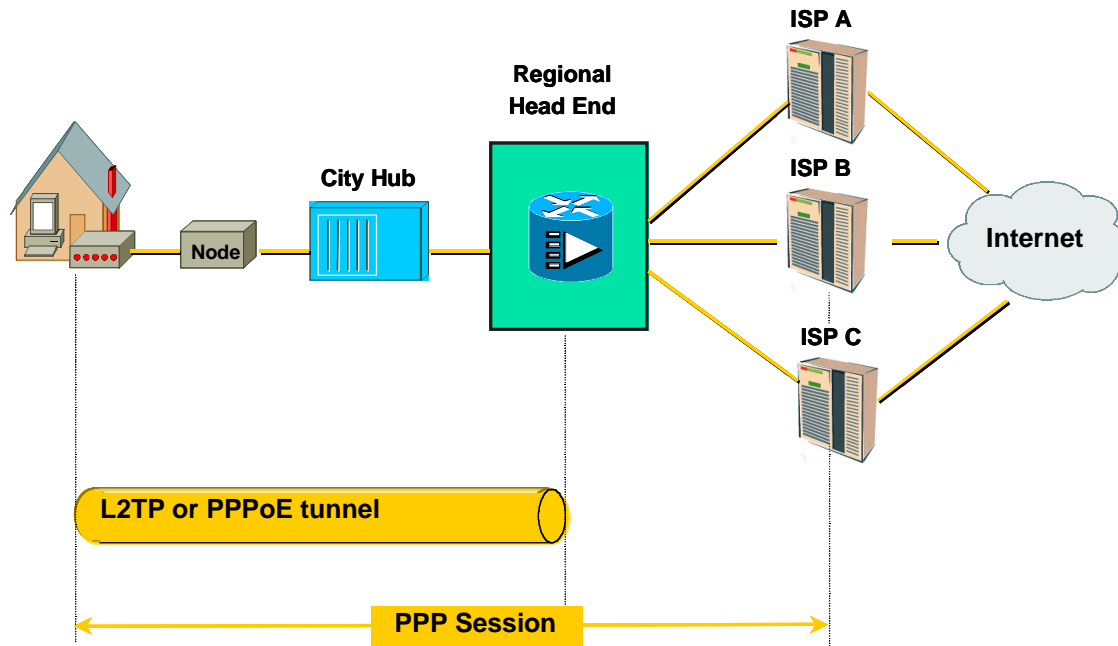 ISP A
Regional
Head End
City Hub
ISP B
Node
Internet
ISP C
L2TP or PPPoE tunnel
PPP Session